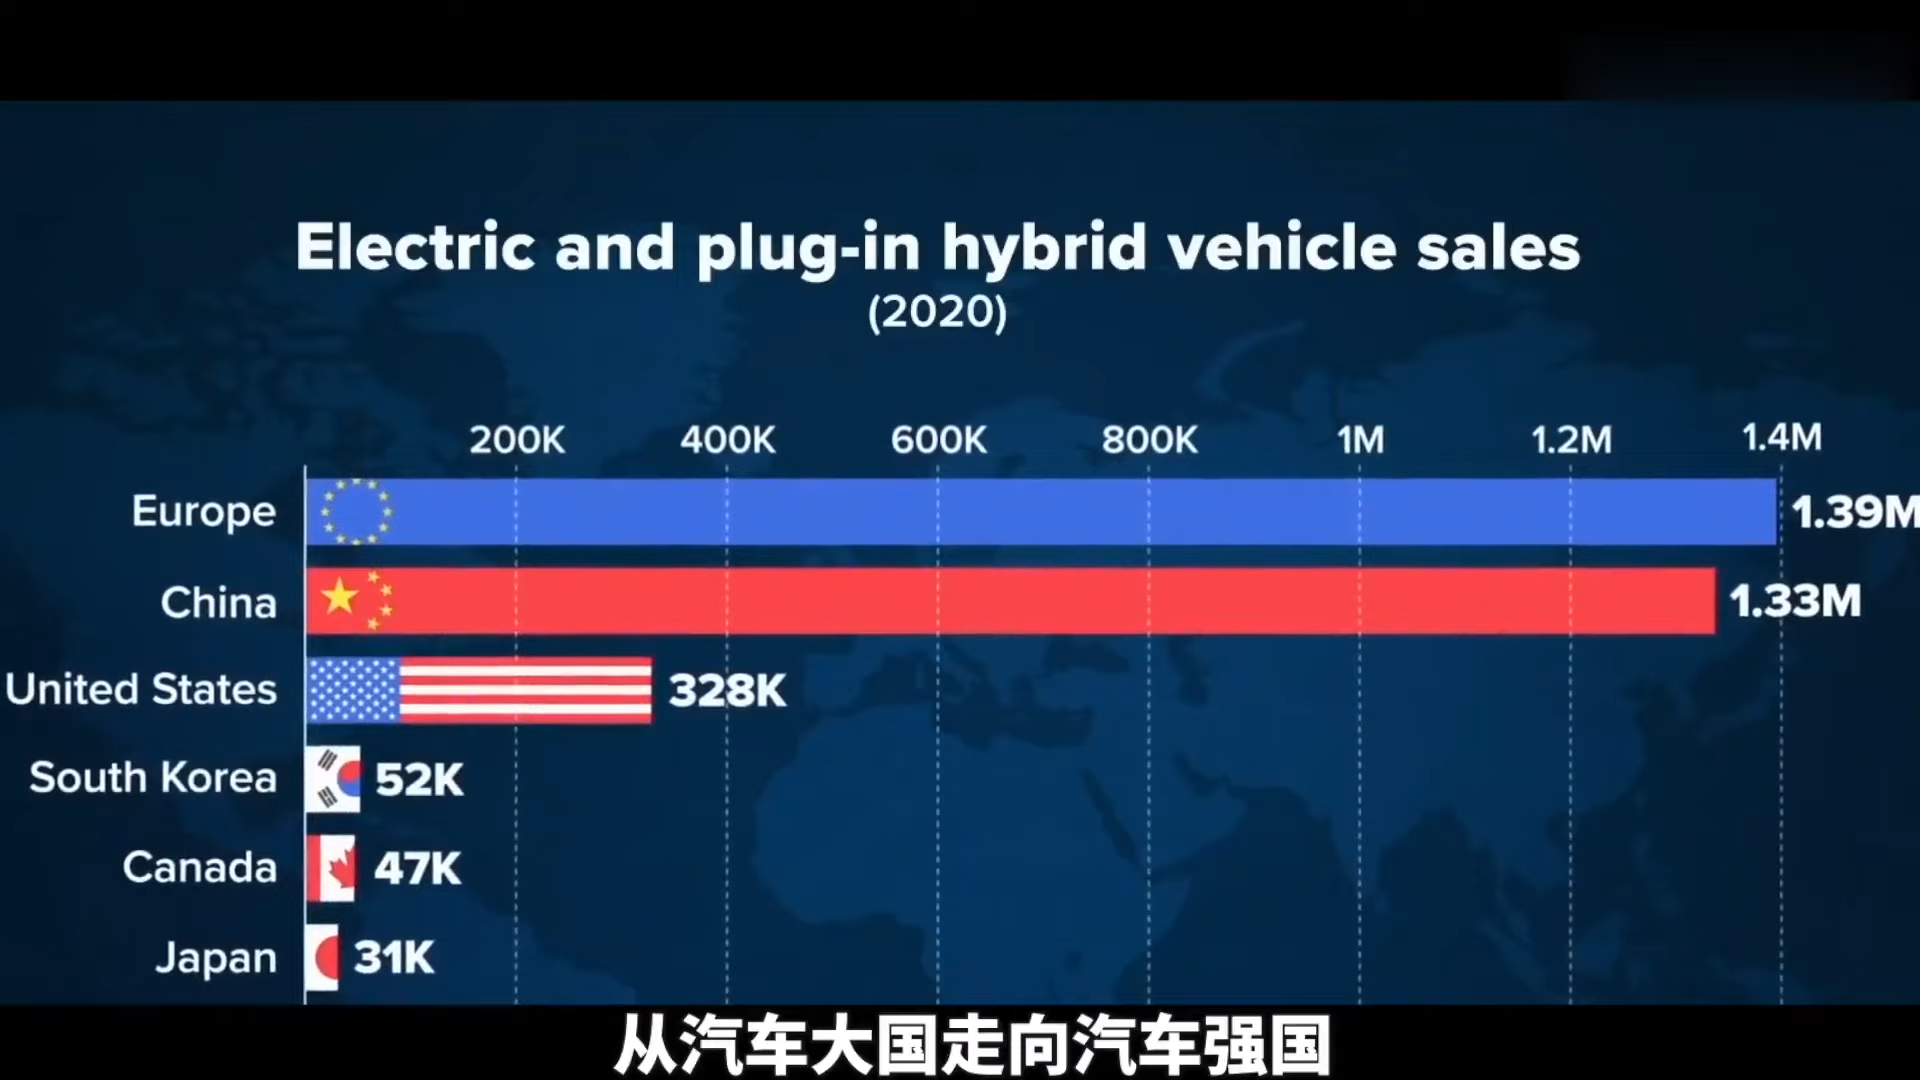 Electric and plug-in hybrid vehicle sales
(2020)
200K 400K 600K 800K 1M 1.2M 1.4M
Europe 1.39M
China 1.33M
United States 328K
South Korea 52K
Canada 47K
Japan 31K
从汽车大国走向汽车强国